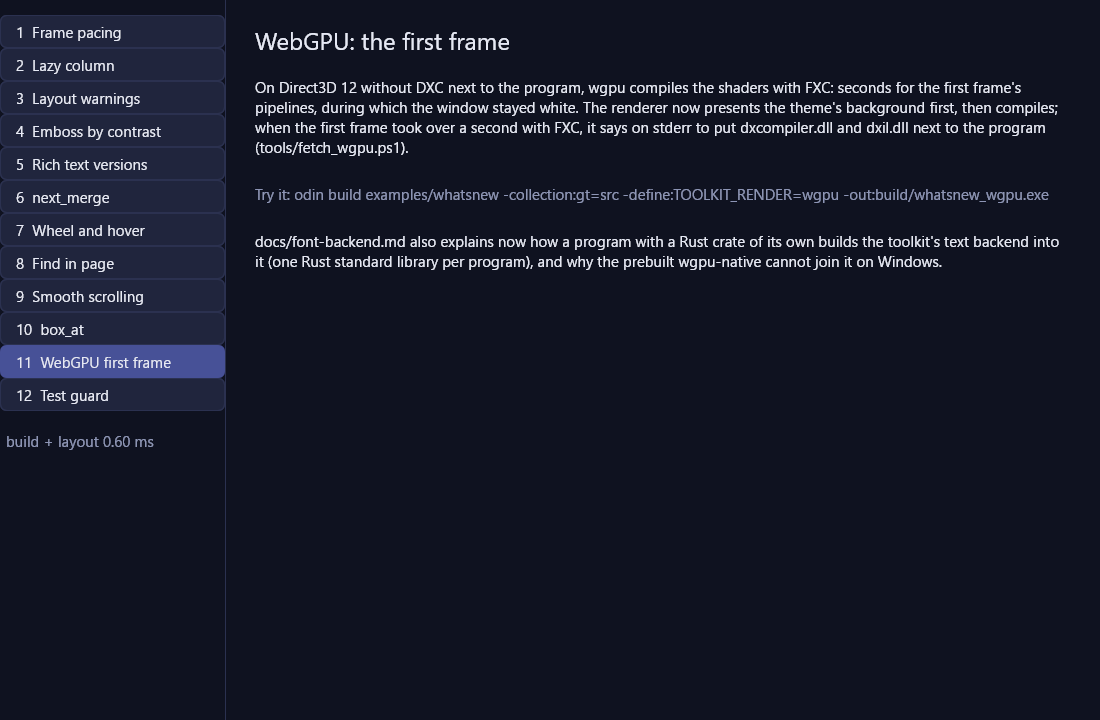 1 Frame pacing
2 Lazy column
3 Layout warnings
4 Emboss by contrast
5 Rich text versions
6 next_merge
7 Wheel and hover
8 Find in page
9 Smooth scrolling
10 box_at
11 WebGPU first frame
12 Test guard
build + layout 0.60 ms
WebGPU: the first frame
On Direct3D 12 without DXC next to the program, wgpu compiles the shaders with FXC: seconds for the first frame's
pipelines, during which the window stayed white. The renderer now presents the theme's background first, then compiles;
when the first frame took over a second with FXC, it says on stderr to put dxcompiler.dll and dxil.dll next to the program
(tools/fetch_wgpu.ps1).
Try it: odin build examples/whatsnew -collection:gt=src -define:TOOLKIT_RENDER=wgpu -out:build/whatsnew_wgpu.exe
docs/font-backend.md also explains now how a program with a Rust crate of its own builds the toolkit's text backend into
it (one Rust standard library per program), and why the prebuilt wgpu-native cannot join it on Windows.